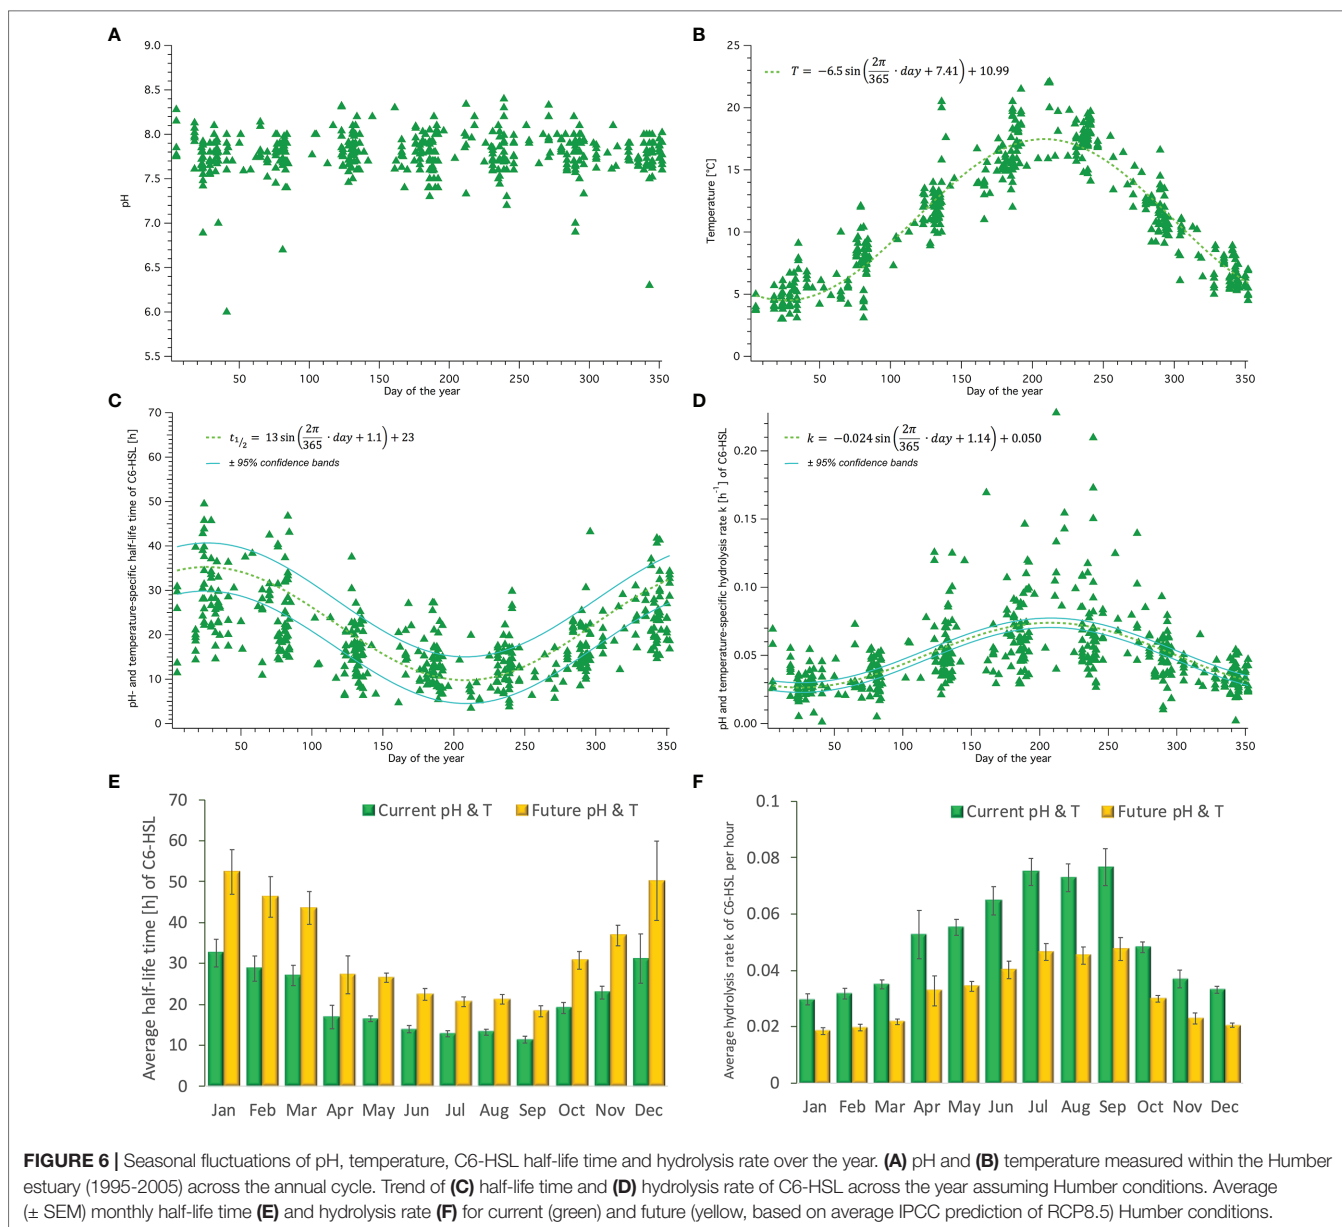 A
pH
9.0
8.5
8.0
7.5
7.0
6.5
6.0
5.5
50 100 150 200 250 300 350
Day of the year
B
Temperature [°C]
25
20
15
10
5
0
T = −6.5 sin(2π/365 · day + 7.41) + 10.99
50 100 150 200 250 300 350
Day of the year
C
pH- and temperature-specific half-life time of C6-HSL [h]
70
60
50
40
30
20
10
0
t1/2 = 13 sin(2π/365 · day + 1.1) + 23
± 95% confidence bands
50 100 150 200 250 300 350
Day of the year
D
pH and temperature-specific hydrolysis rate k [h⁻¹] of C6-HSL
0.20
0.15
0.10
0.05
0.00
k = −0.024 sin(2π/365 · day + 1.14) + 0.050
± 95% confidence bands
50 100 150 200 250 300 350
Day of the year
E
Average half-life time [h] of C6-HSL
70
60
50
40
30
20
10
0
Current pH & T Future pH & T
Jan Feb Mar Apr May Jun Jul Aug Sep Oct Nov Dec
F
Average hydrolysis rate k of C6-HSL per hour
0.1
0.08
0.06
0.04
0.02
0
Current pH & T Future pH & T
Jan Feb Mar Apr May Jun Jul Aug Sep Oct Nov Dec
FIGURE 6 | Seasonal fluctuations of pH, temperature, C6-HSL half-life time and hydrolysis rate over the year. (A) pH and (B) temperature measured within the Humber
estuary (1995-2005) across the annual cycle. Trend of (C) half-life time and (D) hydrolysis rate of C6-HSL across the year assuming Humber conditions. Average
(± SEM) monthly half-life time (E) and hydrolysis rate (F) for current (green) and future (yellow, based on average IPCC prediction of RCP8.5) Humber conditions.